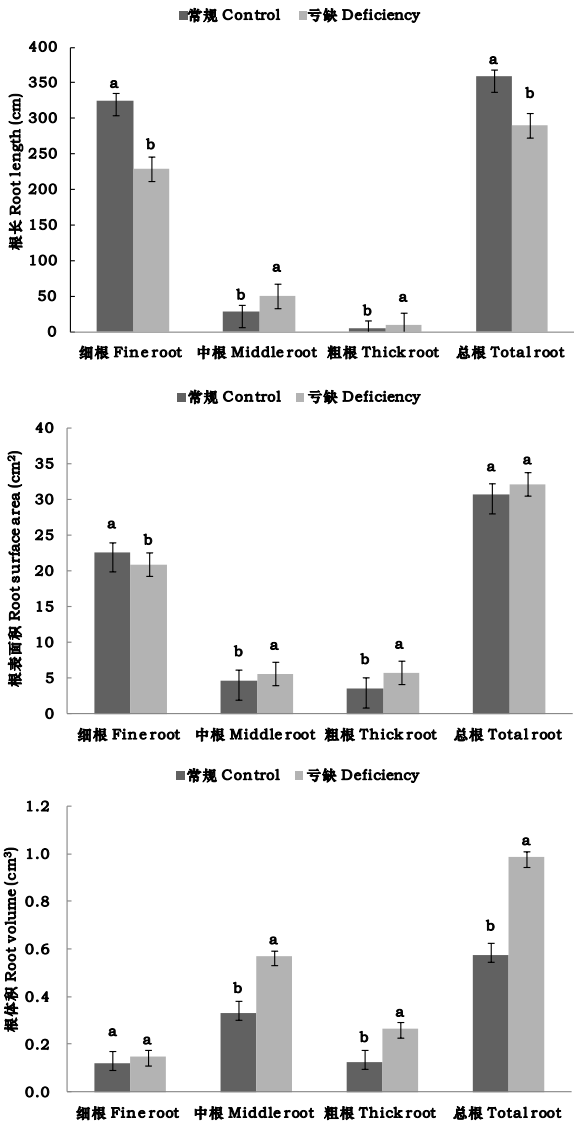 常规 Control 亏缺 Deficiency
根长 Root length (cm)
400
350
300
250
200
150
100
50
0
a
b
b
a
b
a
a
b
细根 Fine root 中根 Middle root 粗根 Thick root 总根 Total root
常规 Control 亏缺 Deficiency
根表面积 Root surface area (cm²)
40
35
30
25
20
15
10
5
0
a
b
b
a
b
a
a
a
细根 Fine root 中根 Middle root 粗根 Thick root 总根 Total root
常规 Control 亏缺 Deficiency
根体积 Root volume (cm³)
1.2
1.0
0.8
0.6
0.4
0.2
0.0
a
a
b
a
b
a
b
a
细根 Fine root 中根 Middle root 粗根 Thick root 总根 Total root